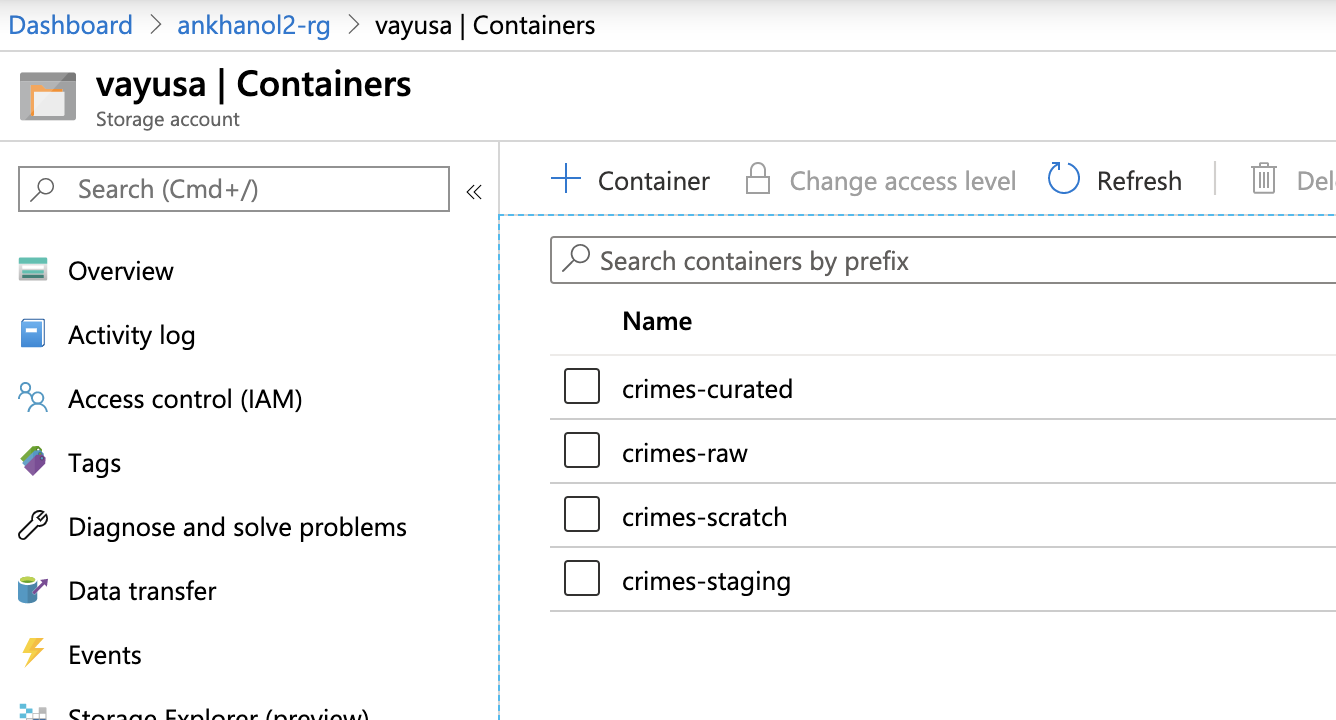 Dashboard > ankhanol2-rg > vayusa | Containers
vayusa | Containers
Storage account
Search (Cmd+/)
«
Overview
Activity log
Access control (IAM)
Tags
Diagnose and solve problems
Data transfer
Events
Storage Explorer (preview)
+ Container
Change access level
Refresh
Del
Search containers by prefix
Name
crimes-curated
crimes-raw
crimes-scratch
crimes-staging